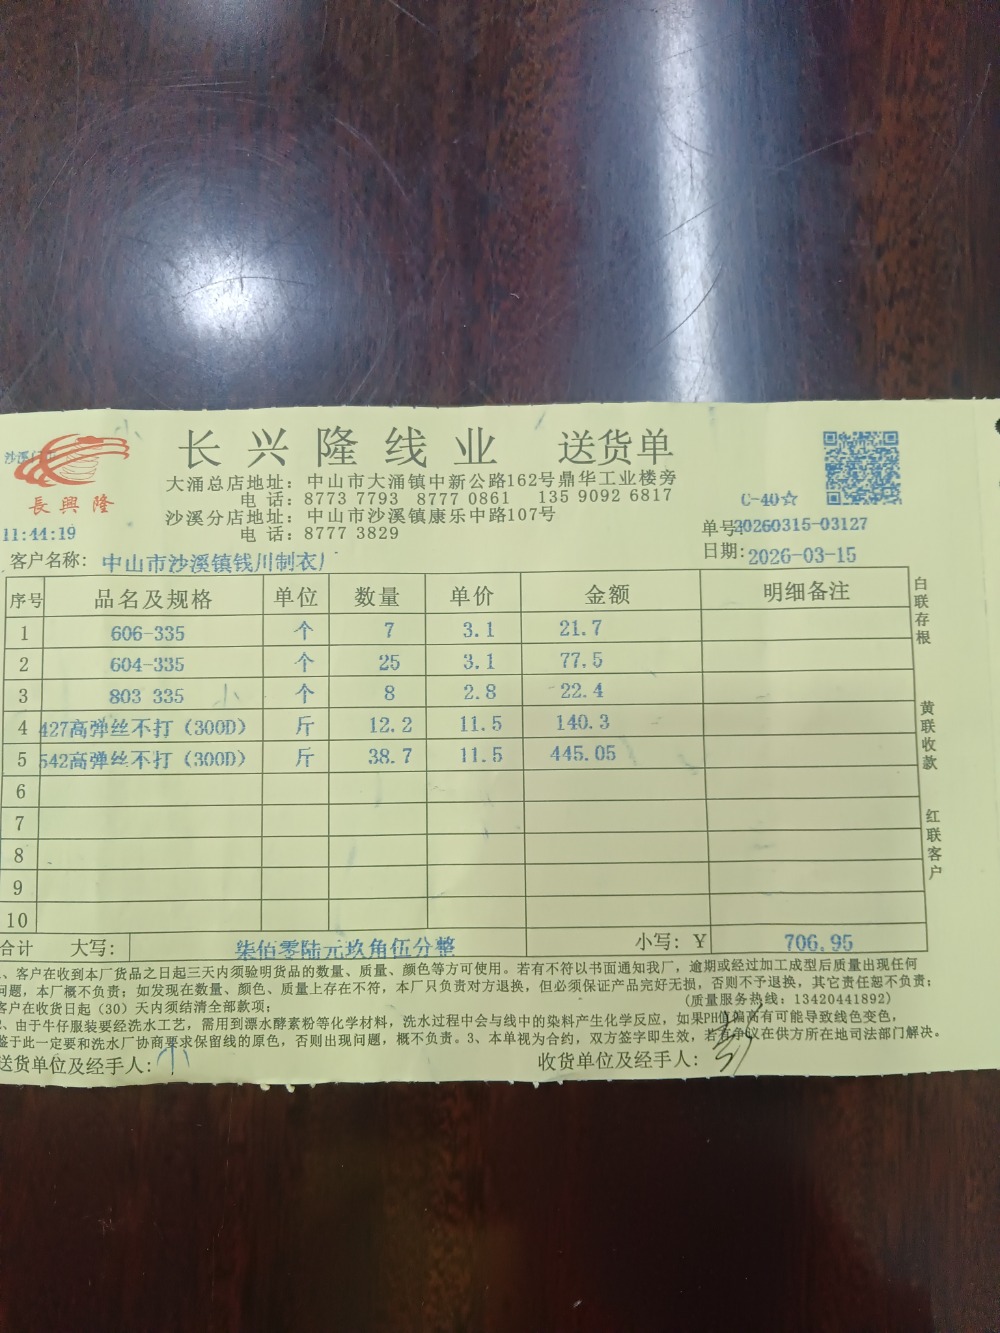 长兴隆线业 送货单
長興隆
大涌总店地址：中山市大涌镇中新公路162号鼎华工业楼旁
电 话：8773 7793 8777 0861 135 9092 6817
沙溪分店地址：中山市沙溪镇康乐中路107号
电 话：8777 3829
C-40☆
11:44:19
单号20260315-03127
客户名称：中山市沙溪镇钱川制衣厂
日期：2026-03-15
序号 品名及规格 单位 数量 单价 金额 明细备注
1 606-335 个 7 3.1 21.7
2 604-335 个 25 3.1 77.5
3 803 335 个 8 2.8 22.4
4 427高弹丝不打（300D） 斤 12.2 11.5 140.3
5 542高弹丝不打（300D） 斤 38.7 11.5 445.05
6
7
8
9
10
合计 大写：柒佰零陆元玖角伍分整 小写：￥ 706.95
白联存根
黄联收款
红联客户
、客户在收到本厂货品之日起三天内须验明货品的数量、质量、颜色等方可使用。若有不符以书面通知我厂，逾期或经过加工成型后质量出现任何
问题，本厂概不负责；如发现在数量、颜色、质量上存在不符，本厂只负责对方退换，但必须保证产品完好无损，否则不予退换，其它责任恕不负责；
客户在收货日起（30）天内须结清全部款项； （质量服务热线：13420441892）
、由于牛仔服装要经洗水工艺，需用到漂水酵素粉等化学材料，洗水过程中会与线中的染料产生化学反应，如果PH值偏高有可能导致线色变色，
鉴于此一定要和洗水厂协商要求保留线的原色，否则出现问题，概不负责。3、本单视为合约，双方签字即生效，若有争议在供方所在地司法部门解决。
送货单位及经手人：小 收货单位及经手人：